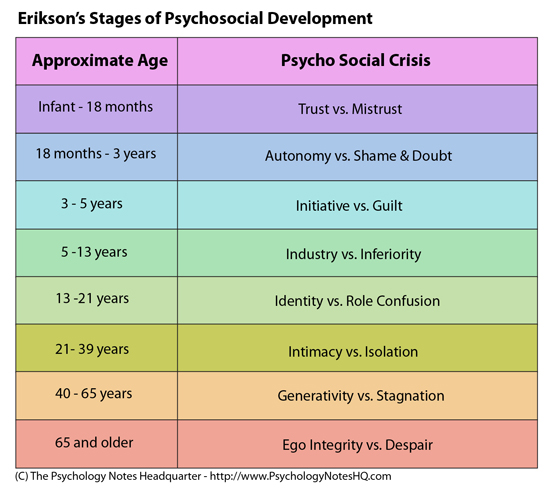 Erikson's Stages of Psychosocial Development
Approximate Age Psycho Social Crisis
Infant - 18 months Trust vs. Mistrust
18 months - 3 years Autonomy vs. Shame & Doubt
3 - 5 years Initiative vs. Guilt
5 -13 years Industry vs. Inferiority
13 -21 years Identity vs. Role Confusion
21- 39 years Intimacy vs. Isolation
40 - 65 years Generativity vs. Stagnation
65 and older Ego Integrity vs. Despair
(C) The Psychology Notes Headquarter - http://www.PsychologyNotesHQ.com